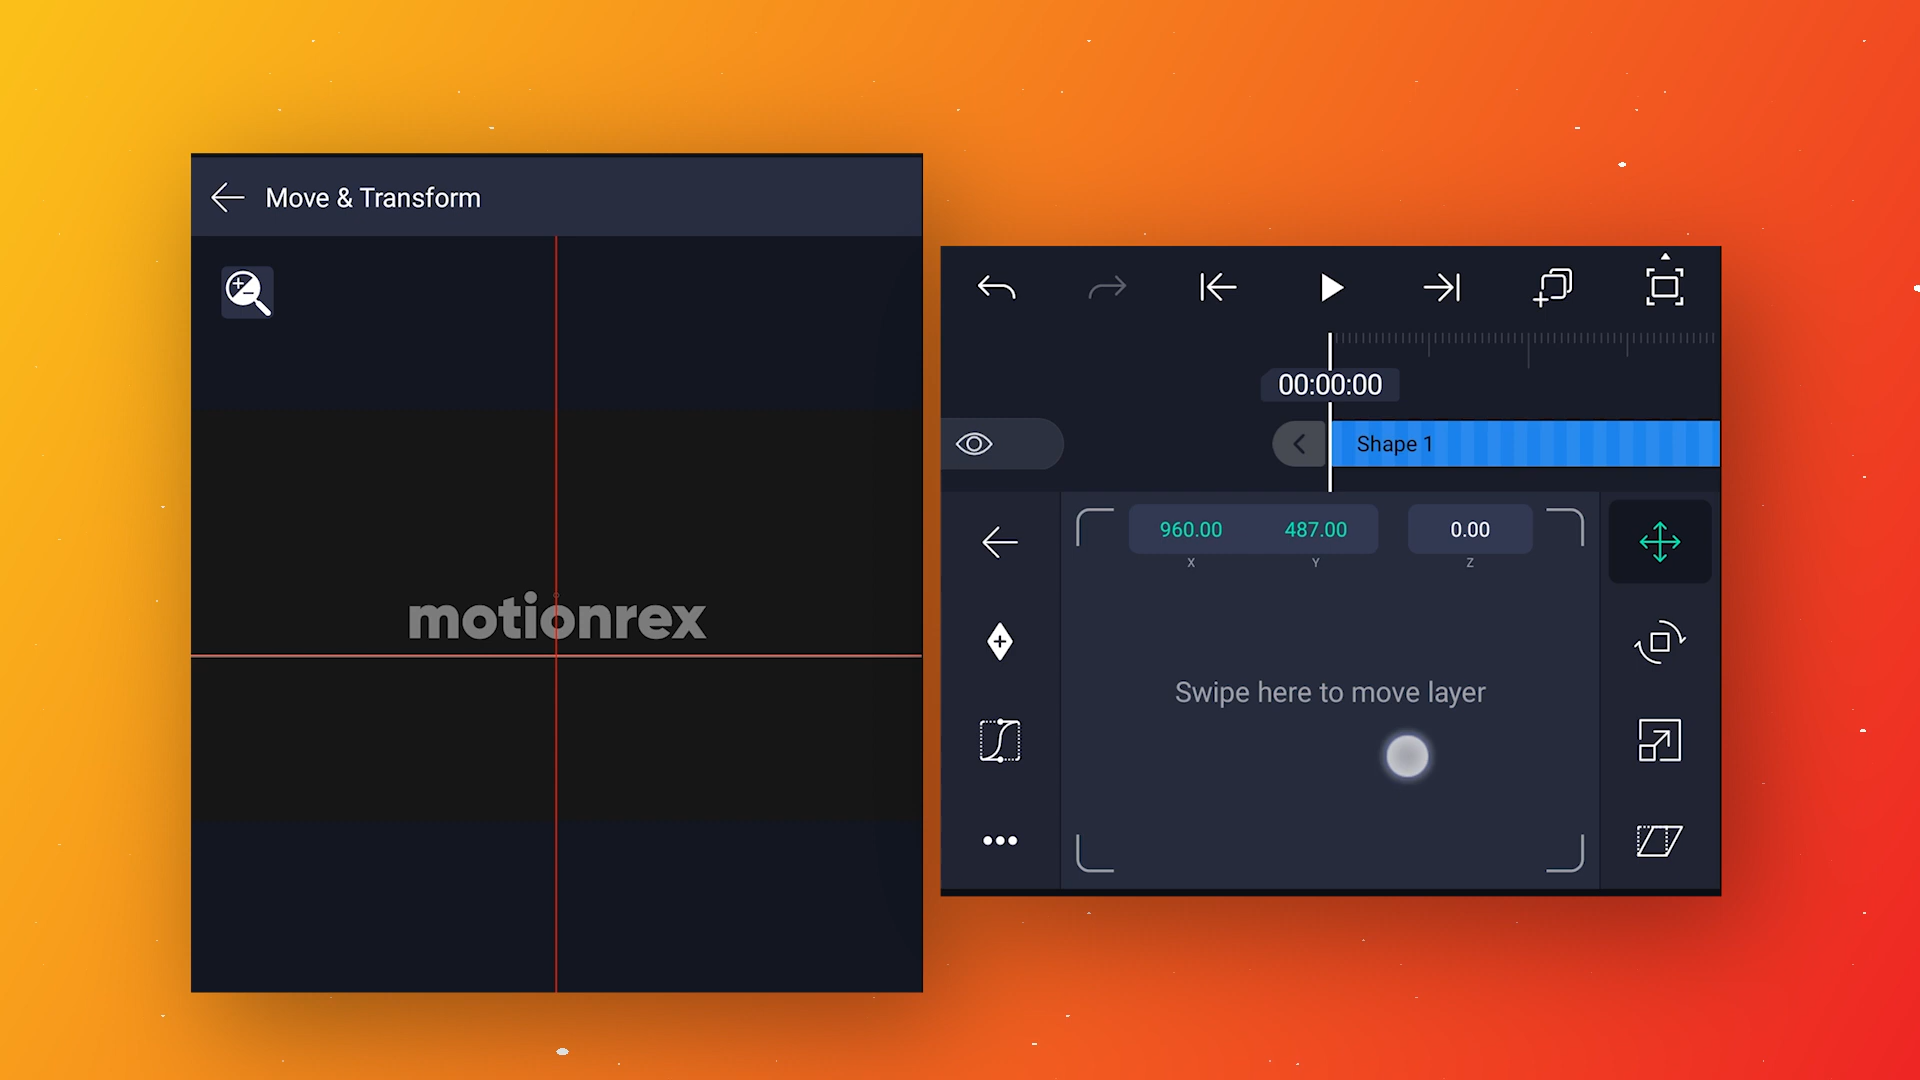 Move & Transform
motionrex
00:00:00
Shape 1
960.00 487.00 0.00
X Y Z
Swipe here to move layer